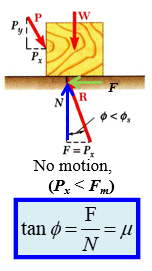 P W
P_y
P_x
F
N R
ϕ < ϕ_s
F = P_x
No motion,
(P_x < F_m)
tan ϕ = F/N = μ